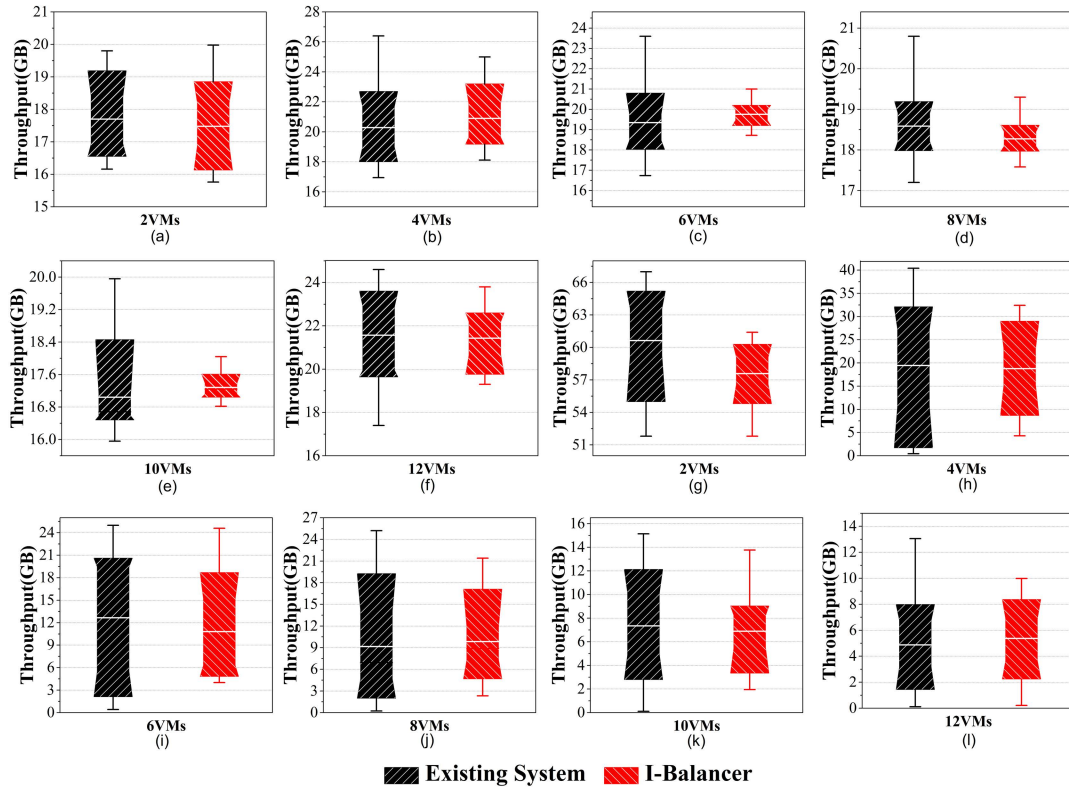 21
20
19
18
17
16
15
Throughput(GB)
2VMs
(a)
28
26
24
22
20
18
16
Throughput(GB)
4VMs
(b)
24
23
22
21
20
19
18
17
16
15
Throughput(GB)
6VMs
(c)
21
20
19
18
17
Throughput(GB)
8VMs
(d)
20.0
19.2
18.4
17.6
16.8
16.0
Throughput(GB)
10VMs
(e)
24
22
20
18
16
Throughput(GB)
12VMs
(f)
66
63
60
57
54
51
Throughput(GB)
2VMs
(g)
40
35
30
25
20
15
10
5
0
Throughput(GB)
4VMs
(h)
24
21
18
15
12
9
6
3
0
Throughput(GB)
6VMs
(i)
27
24
21
18
15
12
9
6
3
0
Throughput(GB)
8VMs
(j)
16
14
12
10
8
6
4
2
0
Throughput(GB)
10VMs
(k)
14
12
10
8
6
4
2
0
Throughput(GB)
12VMs
(l)
Existing System I-Balancer